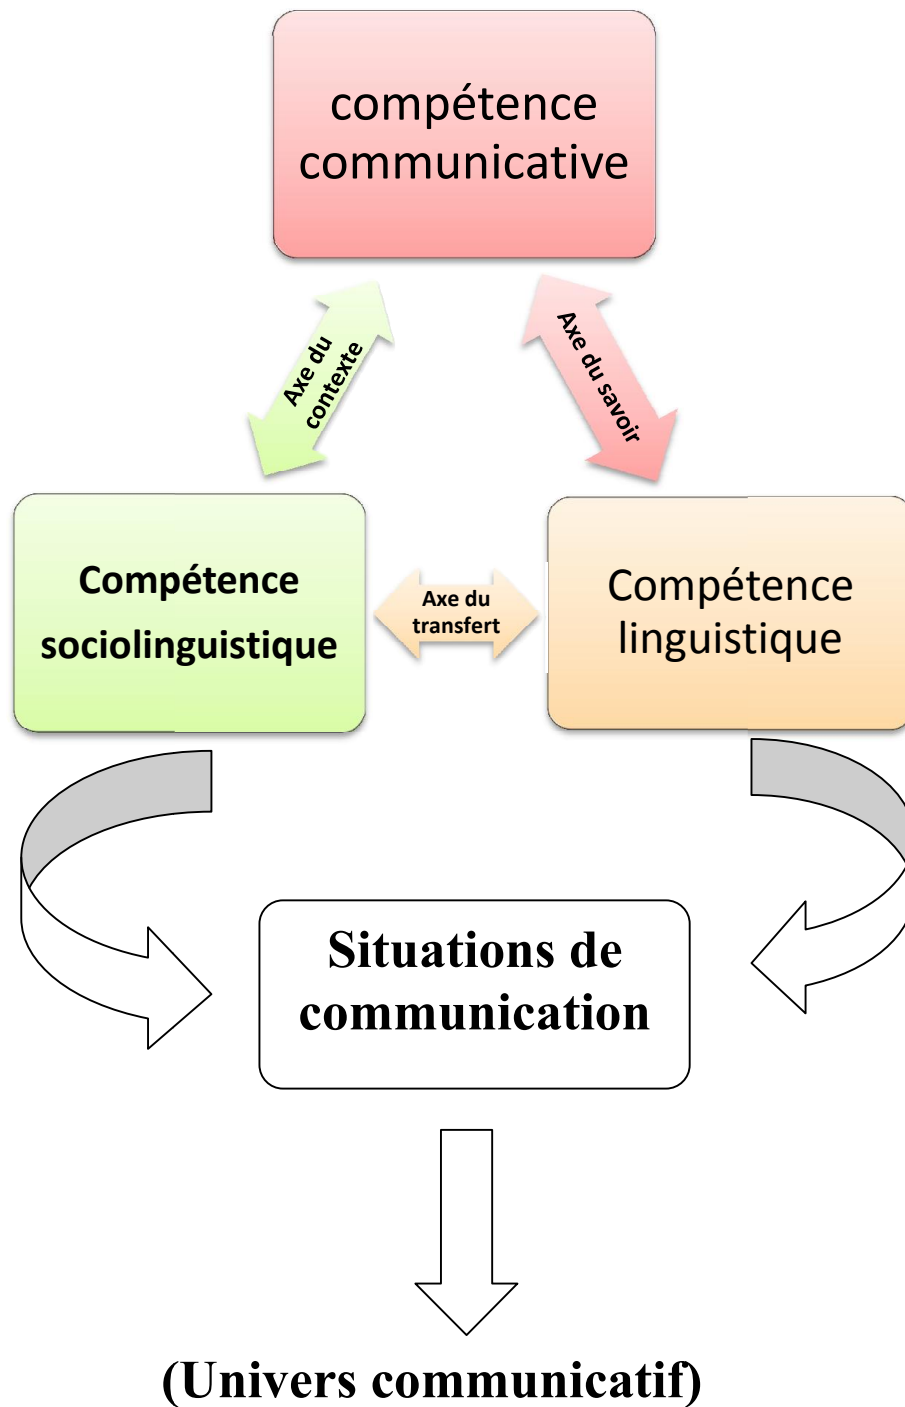 compétence
communicative
Axe du
contexte
Axe du savoir
Compétence
sociolinguistique
Axe du
transfert
Compétence
linguistique
Situations de
communication
(Univers communicatif)